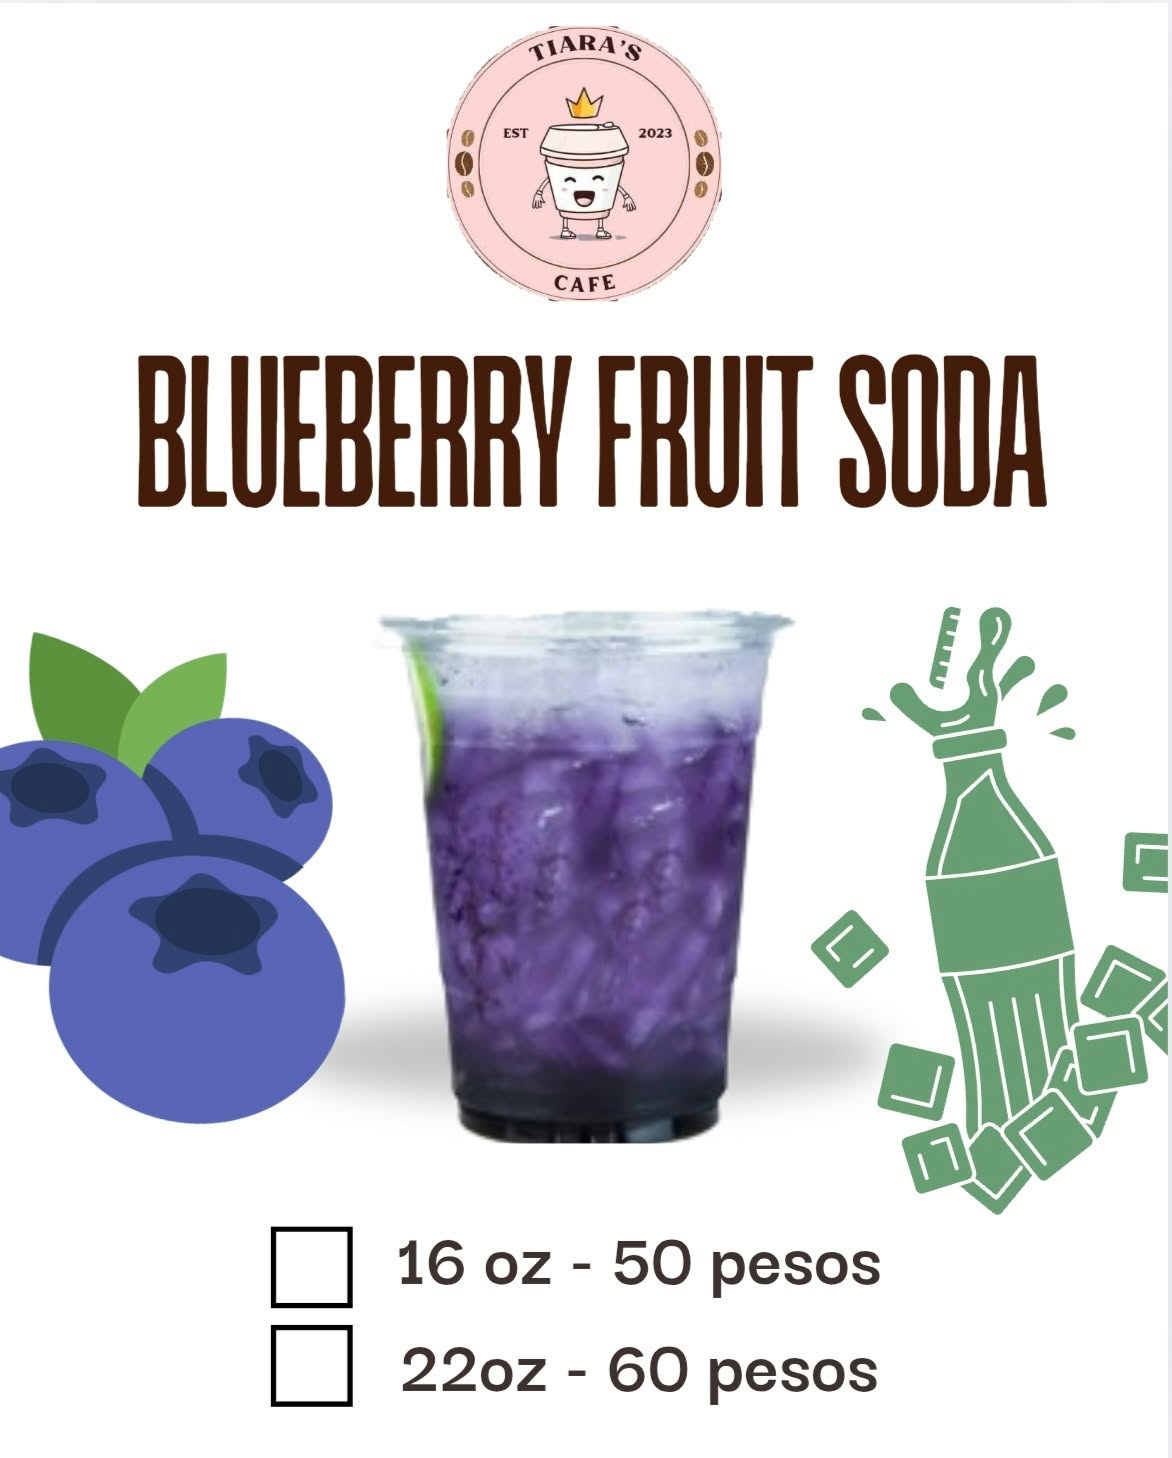 TIARA'S
EST 2023
CAFE
BLUEBERRY FRUIT SODA
16 oz - 50 pesos
22oz - 60 pesos